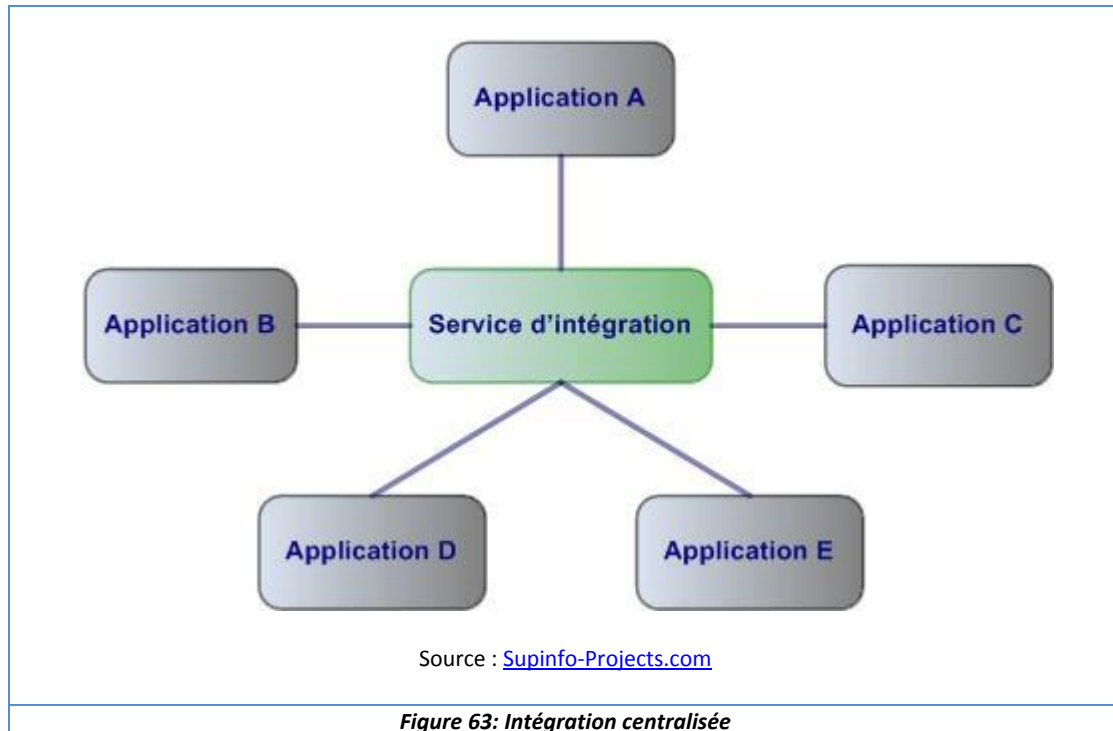 Application A
Application B
Service d'intégration
Application C
Application D
Application E
Source : Supinfo-Projects.com
Figure 63: Intégration centralisée